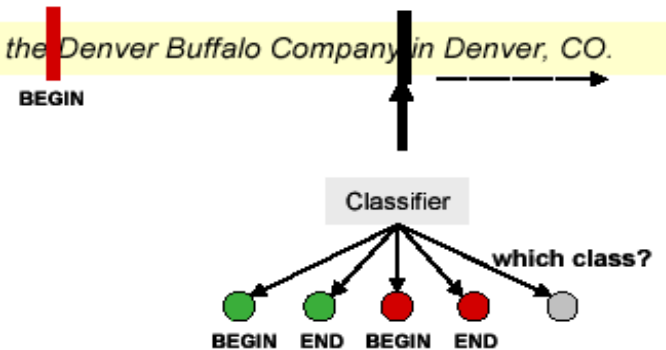 the Denver Buffalo Company in Denver, CO.
BEGIN
Classifier
which class?
BEGIN END BEGIN END